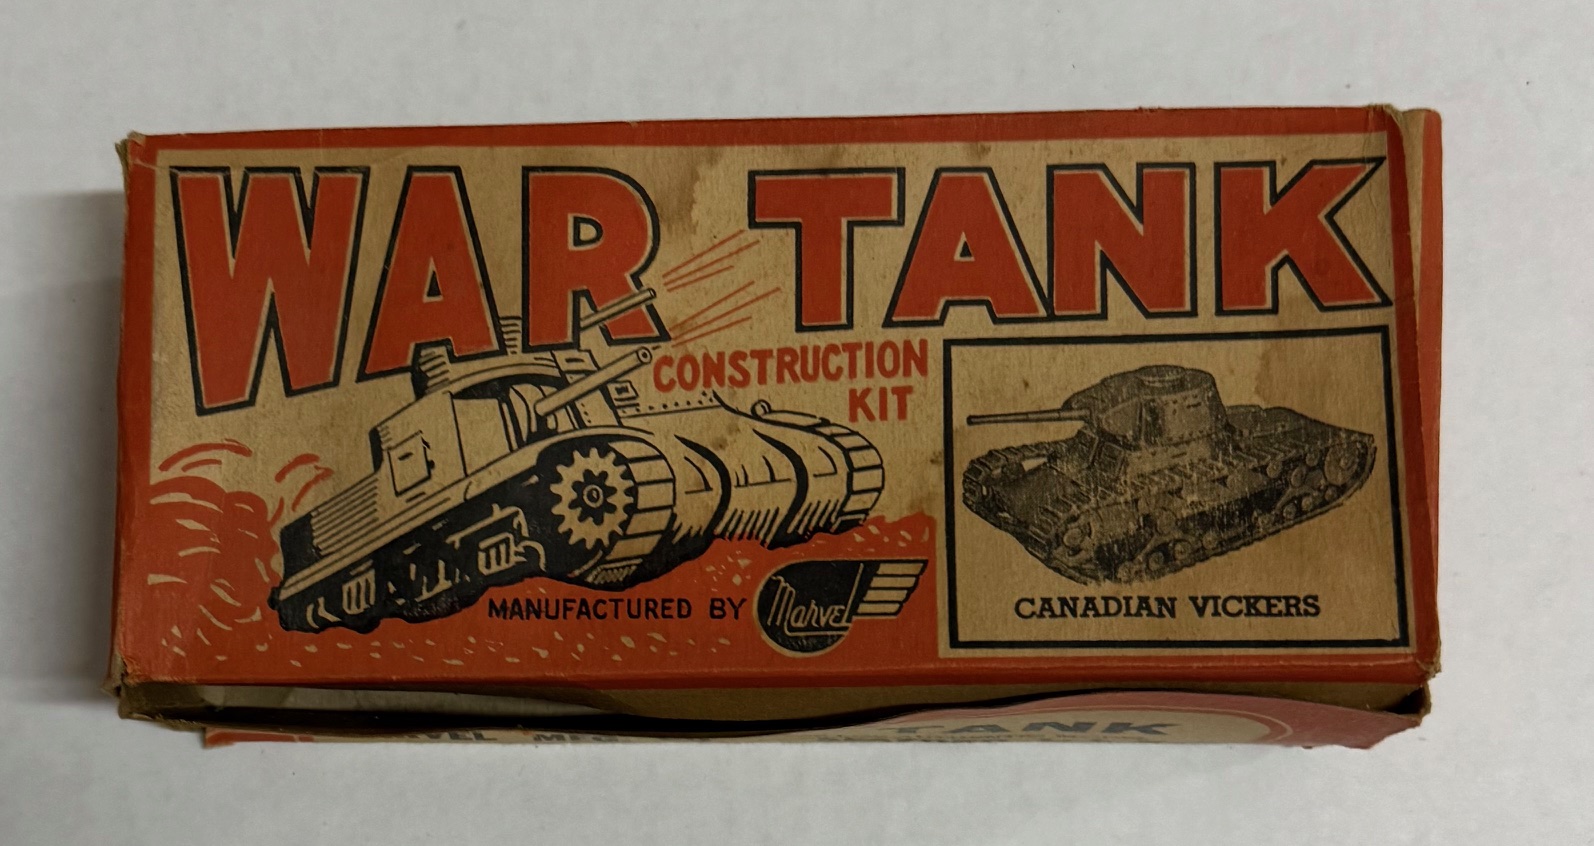 WAR TANK
CONSTRUCTION
KIT
MANUFACTURED BY Marvel
CANADIAN VICKERS
TANK